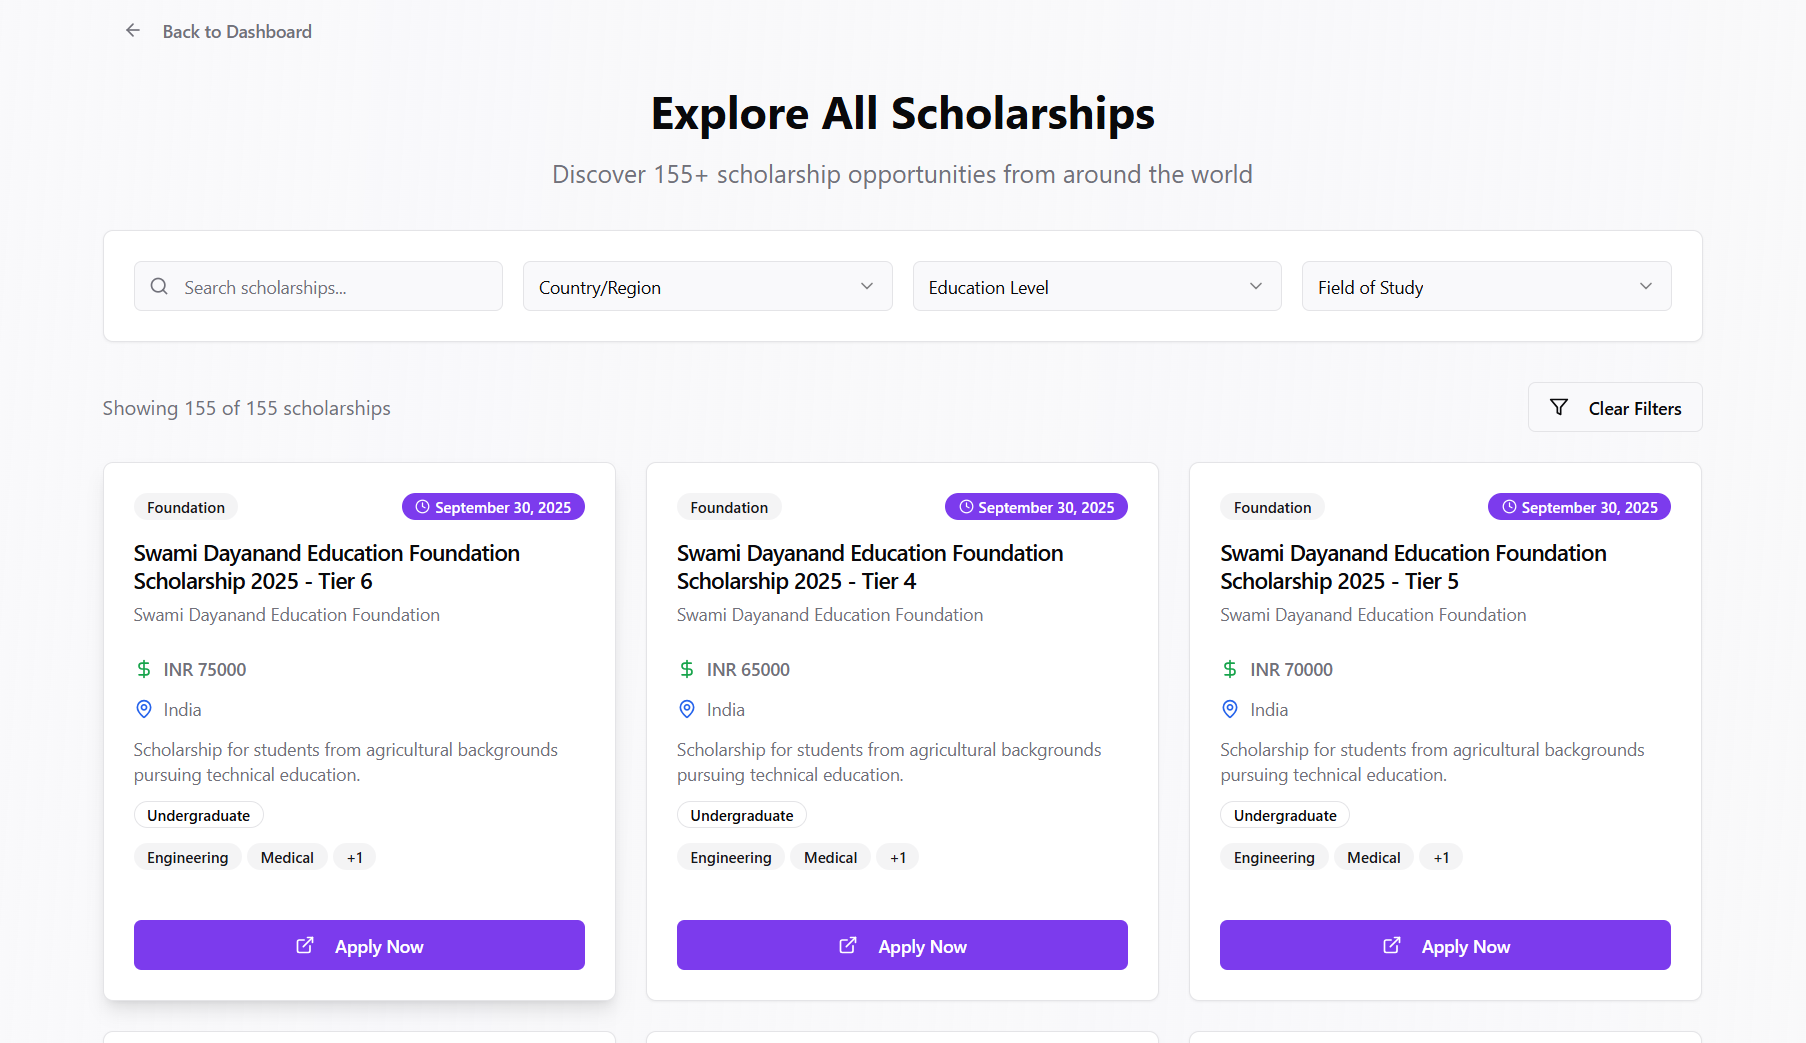 Back to Dashboard
Explore All Scholarships
Discover 155+ scholarship opportunities from around the world
Search scholarships...
Country/Region
Education Level
Field of Study
Showing 155 of 155 scholarships
Clear Filters
Foundation
September 30, 2025
Swami Dayanand Education Foundation
Scholarship 2025 - Tier 6
Swami Dayanand Education Foundation
$ INR 75000
India
Scholarship for students from agricultural backgrounds
pursuing technical education.
Undergraduate
Engineering Medical +1
Apply Now
Foundation
September 30, 2025
Swami Dayanand Education Foundation
Scholarship 2025 - Tier 4
Swami Dayanand Education Foundation
$ INR 65000
India
Scholarship for students from agricultural backgrounds
pursuing technical education.
Undergraduate
Engineering Medical +1
Apply Now
Foundation
September 30, 2025
Swami Dayanand Education Foundation
Scholarship 2025 - Tier 5
Swami Dayanand Education Foundation
$ INR 70000
India
Scholarship for students from agricultural backgrounds
pursuing technical education.
Undergraduate
Engineering Medical +1
Apply Now